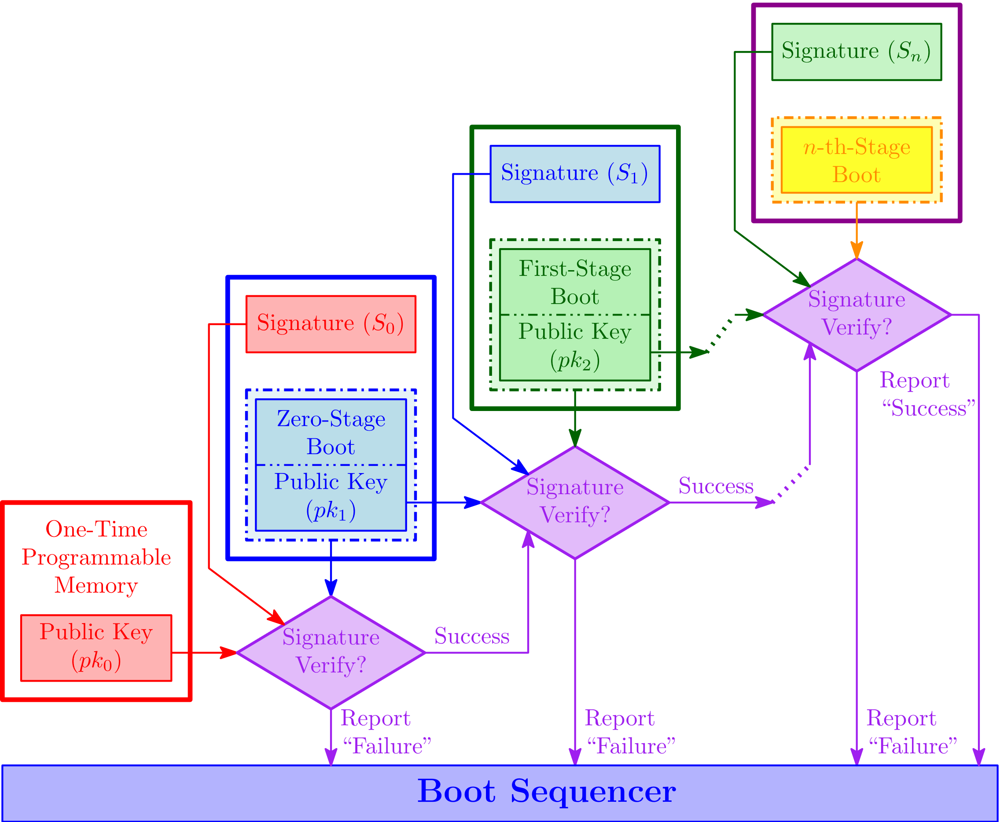 Signature (Sₙ)
n-th-Stage
Boot
Signature
Verify?
Report
“Success”
Signature (S₁)
First-Stage
Boot
Public Key
(pk₂)
Signature
Verify?
Success
Signature (S₀)
Zero-Stage
Boot
Public Key
(pk₁)
One-Time
Programmable
Memory
Public Key
(pk₀)
Signature
Verify?
Success
Report
“Failure”
Report
“Failure”
Report
“Failure”
Boot Sequencer